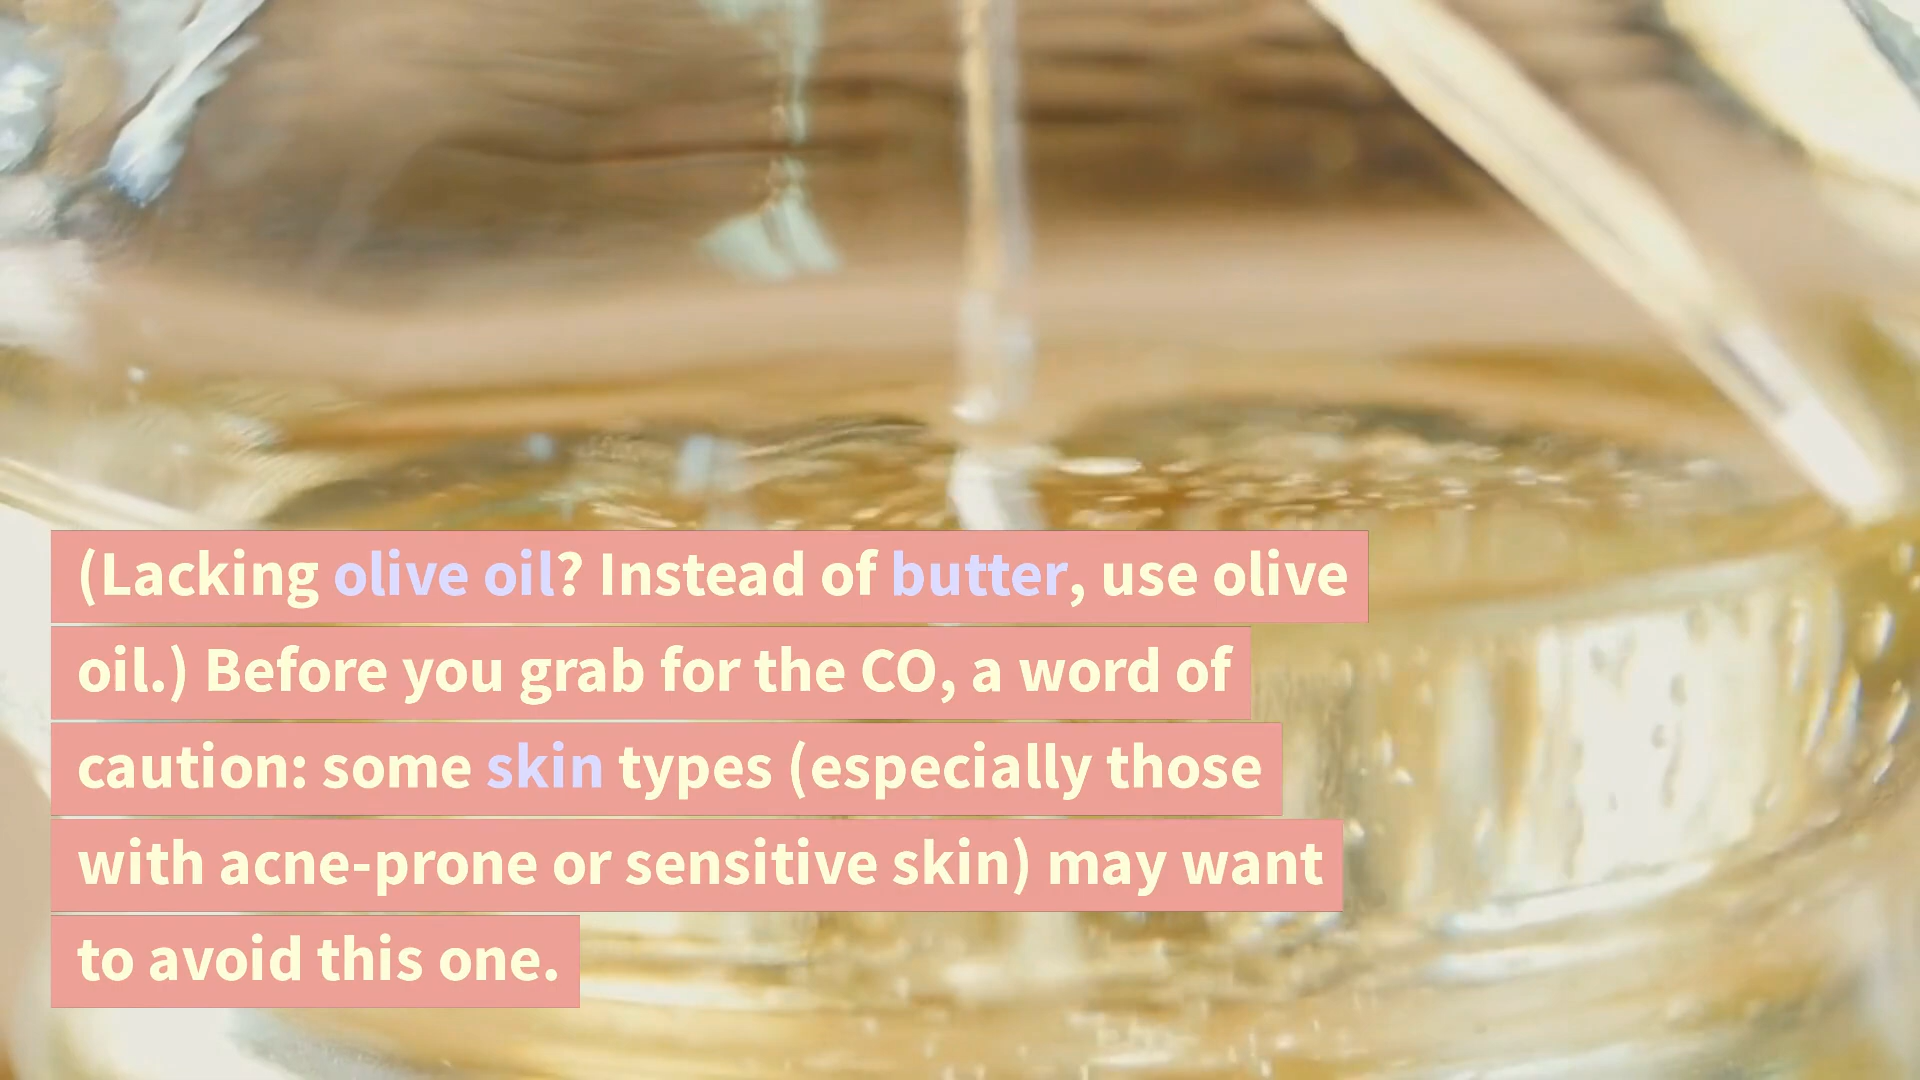 (Lacking olive oil? Instead of butter, use olive
oil.) Before you grab for the CO, a word of
caution: some skin types (especially those
with acne-prone or sensitive skin) may want
to avoid this one.